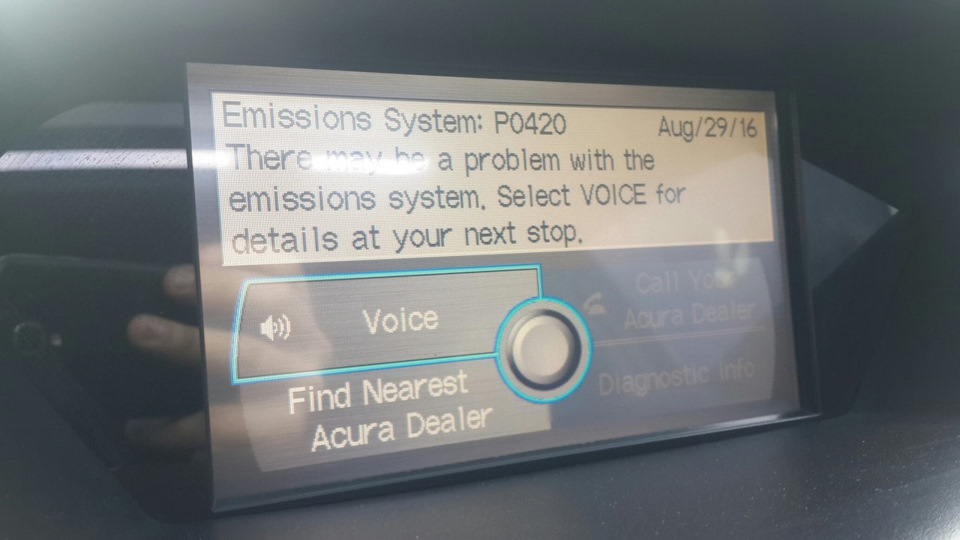 Emissions System: P0420 Aug/29/16
There may be a problem with the
emissions system. Select VOICE for
details at your next stop.
Voice
Call Your
Acura Dealer
Find Nearest
Acura Dealer
Diagnostic Info